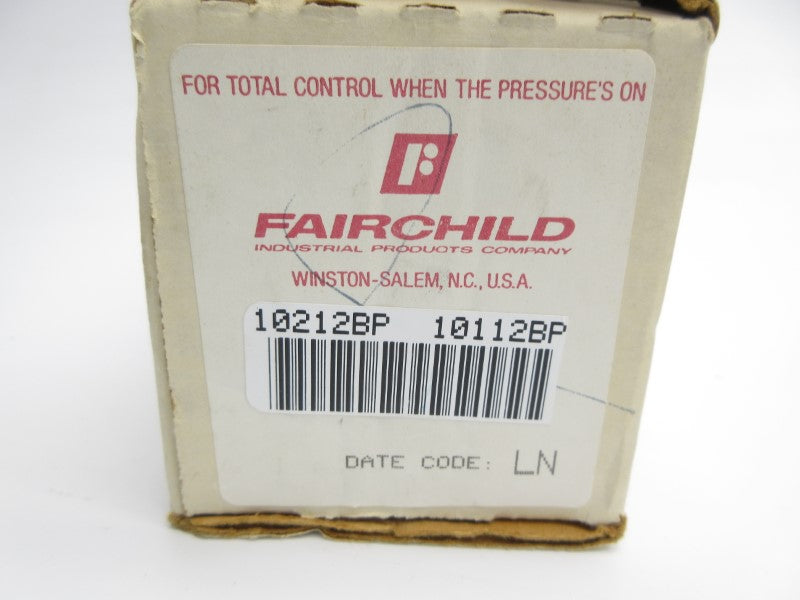 FOR TOTAL CONTROL WHEN THE PRESSURE'S ON
FAIRCHILD
INDUSTRIAL PRODUCTS COMPANY
WINSTON-SALEM, N.C., U.S.A.
10212BP 10112BP
DATE CODE: LN